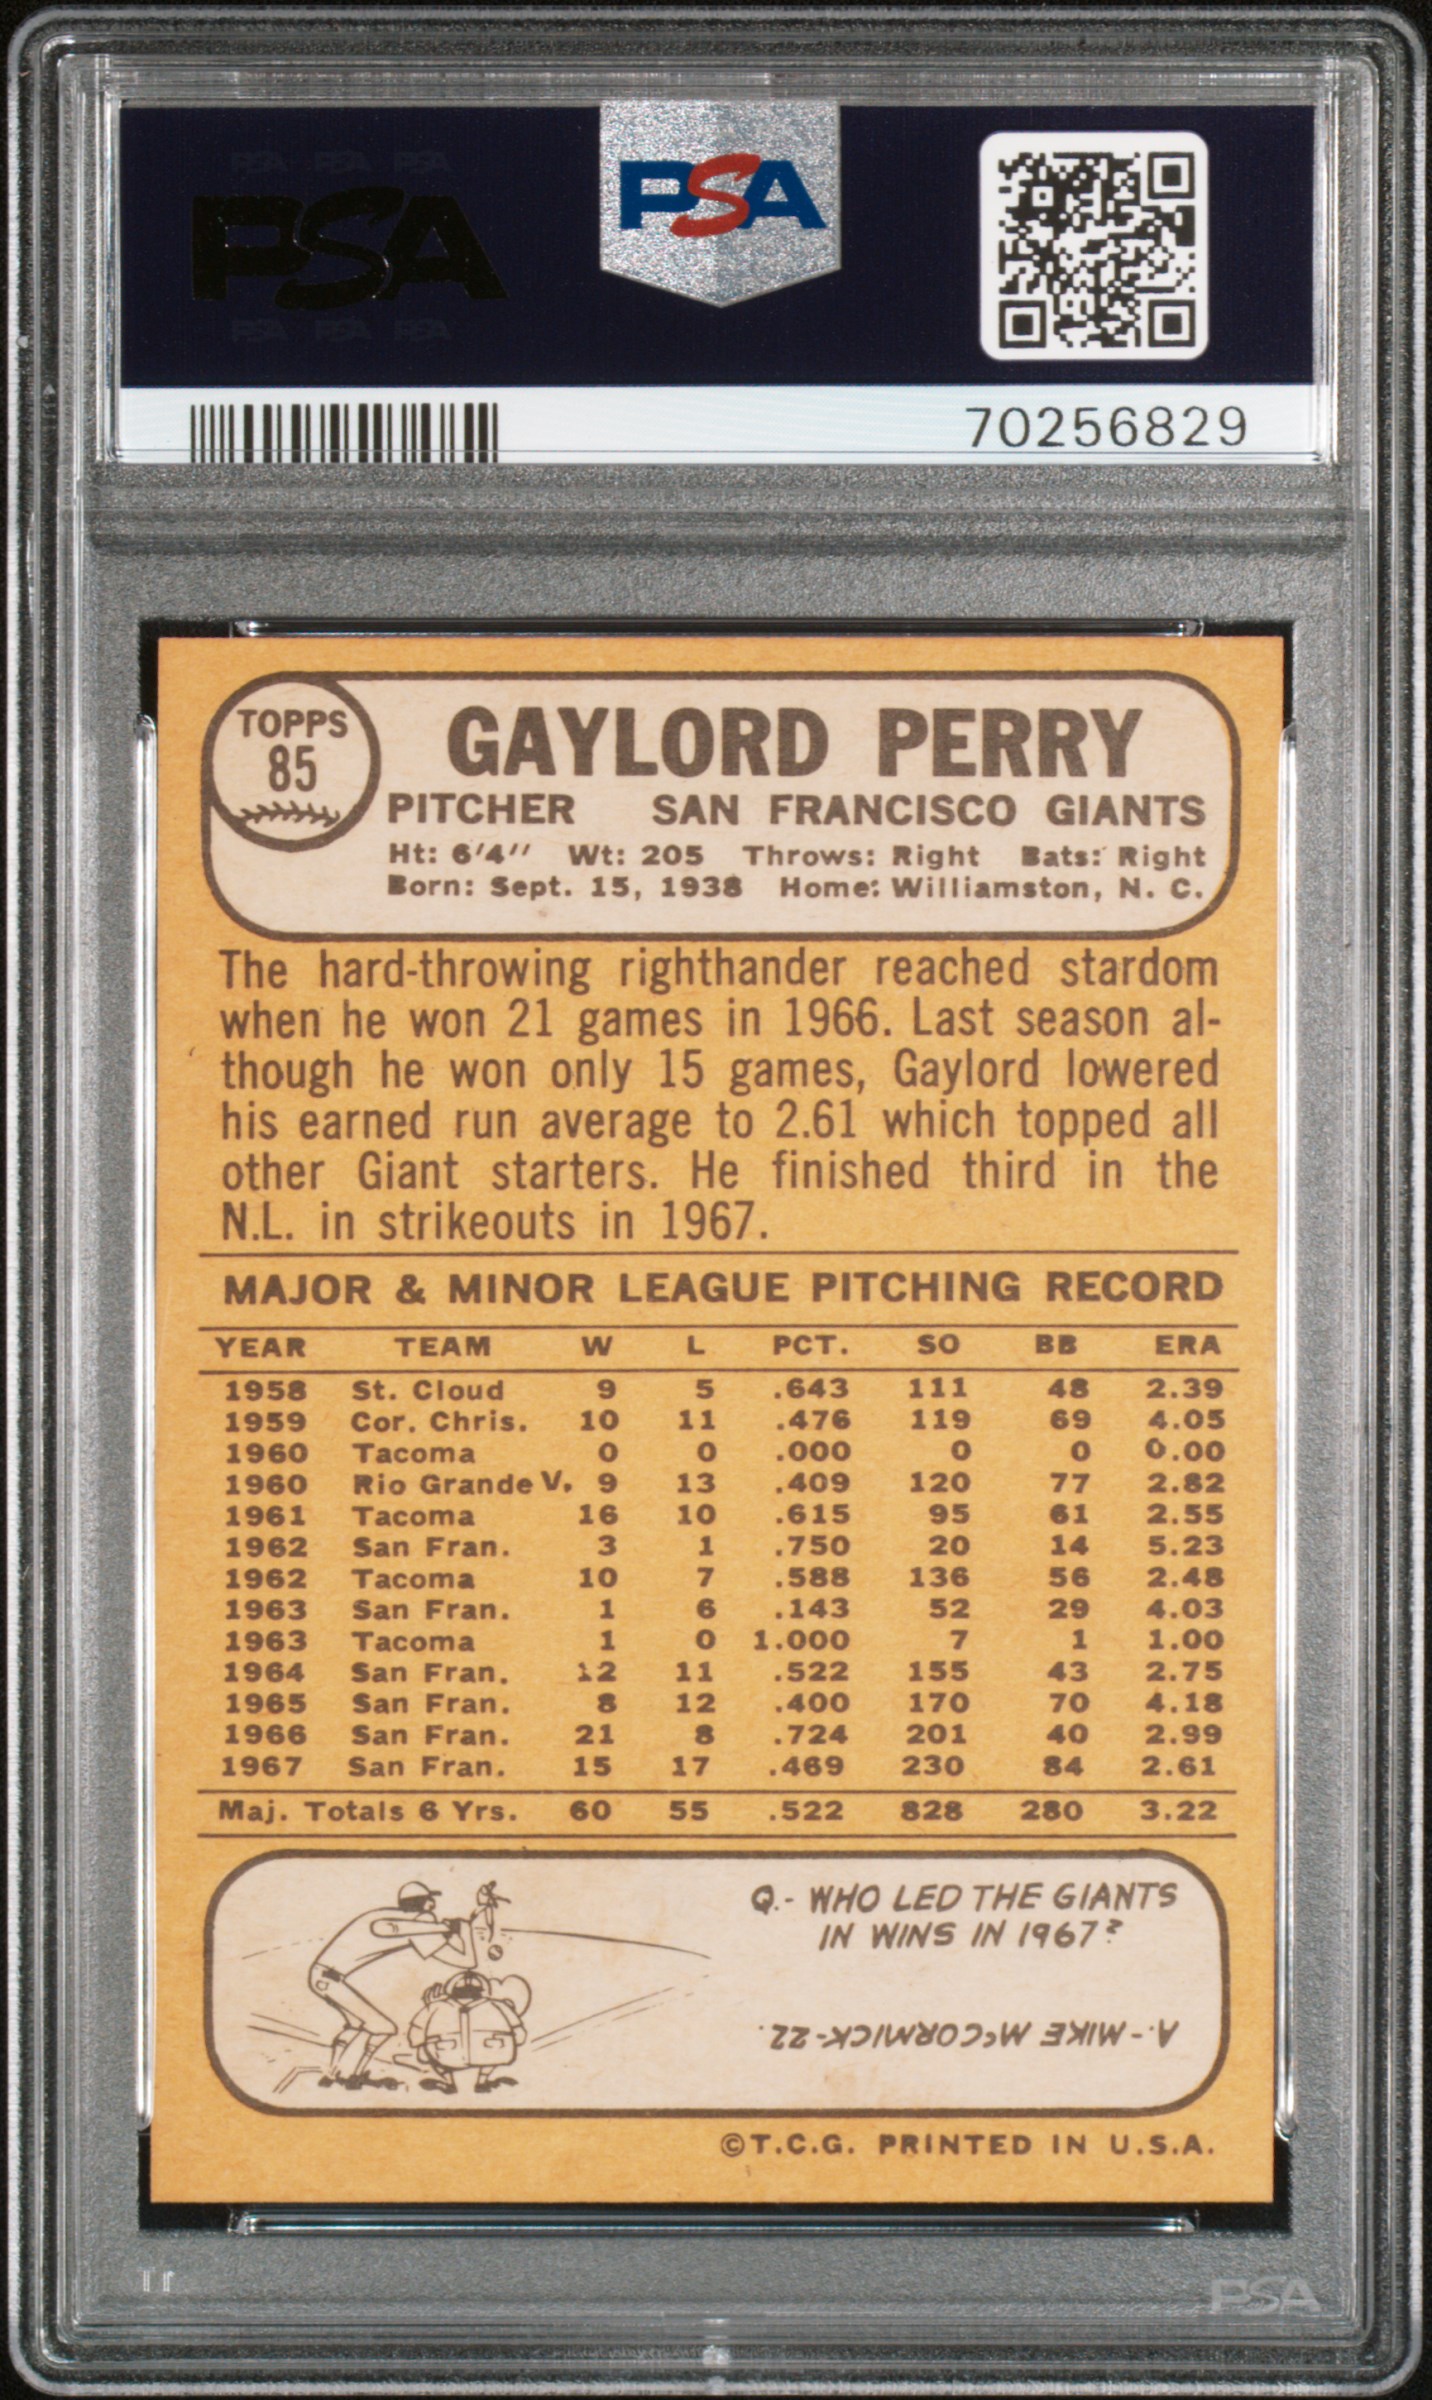 PSA PSA PSA
PSA
PSA PSA PSA
PSA
70256829
TOPPS
85
GAYLORD PERRY
PITCHER SAN FRANCISCO GIANTS
Ht: 6'4" Wt: 205 Throws: Right Bats: Right
Born: Sept. 15, 1938 Home: Williamston, N. C.
The hard-throwing righthander reached stardom
when he won 21 games in 1966. Last season al-
though he won only 15 games, Gaylord lowered
his earned run average to 2.61 which topped all
other Giant starters. He finished third in the
N.L. in strikeouts in 1967.
MAJOR & MINOR LEAGUE PITCHING RECORD
YEAR TEAM W L PCT. SO BB ERA
1958 St. Cloud 9 5 .643 111 48 2.39
1959 Cor. Chris. 10 11 .476 119 69 4.05
1960 Tacoma 0 0 .000 0 0 0.00
1960 Rio Grande V. 9 13 .409 120 77 2.82
1961 Tacoma 16 10 .615 95 61 2.55
1962 San Fran. 3 1 .750 20 14 5.23
1962 Tacoma 10 7 .588 136 56 2.48
1963 San Fran. 1 6 .143 52 29 4.03
1963 Tacoma 1 0 1.000 7 1 1.00
1964 San Fran. 12 11 .522 155 43 2.75
1965 San Fran. 8 12 .400 170 70 4.18
1966 San Fran. 21 8 .724 201 40 2.99
1967 San Fran. 15 17 .469 230 84 2.61
Maj. Totals 6 Yrs. 60 55 .522 828 280 3.22
Q.- WHO LED THE GIANTS
IN WINS IN 1967?
A.- MIKE McCORMICK-22.
©T.C.G. PRINTED IN U.S.A.
PSA